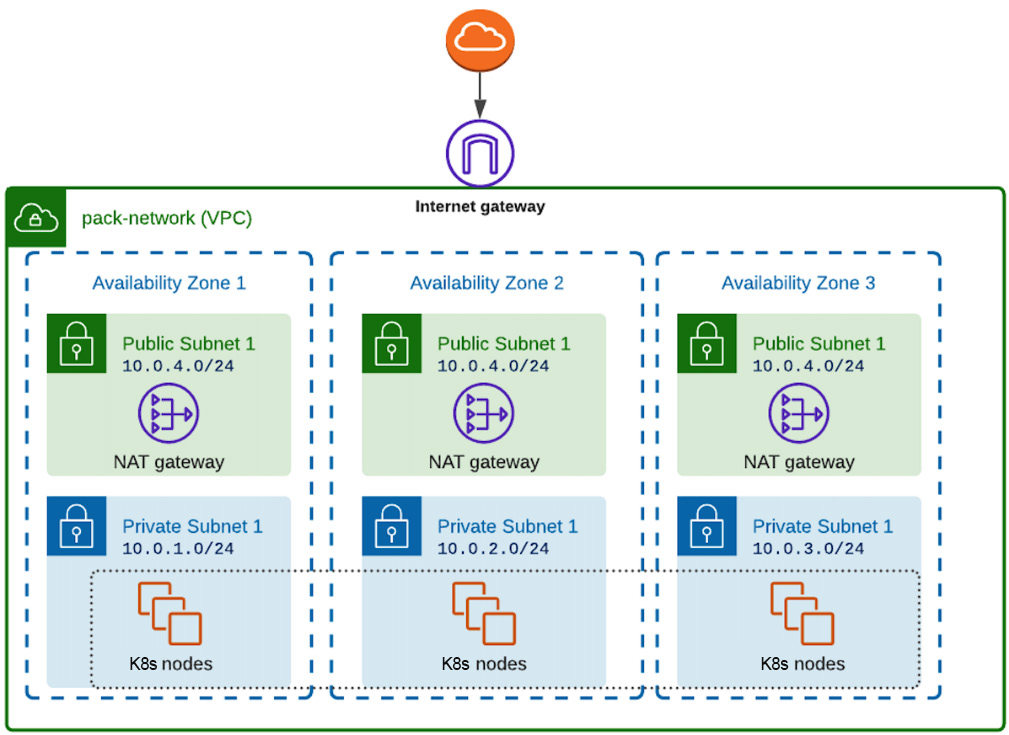 Internet gateway
pack-network (VPC)
Availability Zone 1
Availability Zone 2
Availability Zone 3
Public Subnet 1
10.0.4.0/24
NAT gateway
Public Subnet 1
10.0.4.0/24
NAT gateway
Public Subnet 1
10.0.4.0/24
NAT gateway
Private Subnet 1
10.0.1.0/24
K8s nodes
Private Subnet 1
10.0.2.0/24
K8s nodes
Private Subnet 1
10.0.3.0/24
K8s nodes